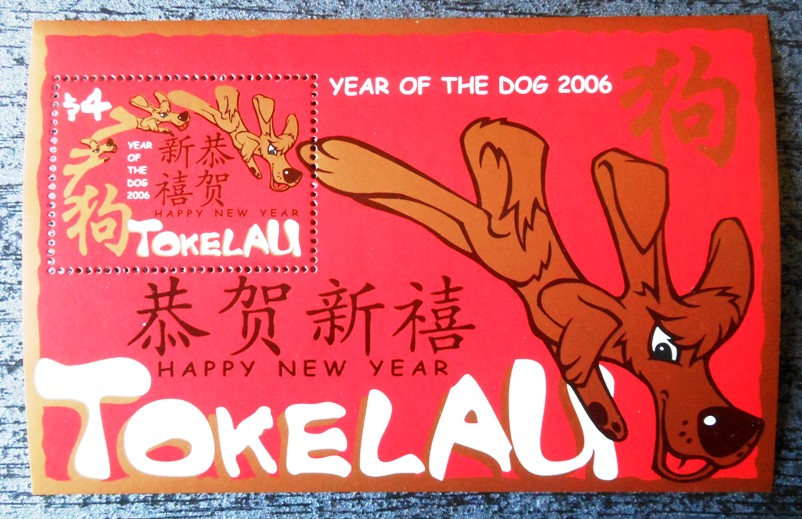 YEAR OF THE DOG 2006
狗
$4
YEAR
OF
THE
DOG
2006
恭贺
新禧
HAPPY NEW YEAR
狗
TOKELAU
恭贺新禧
HAPPY NEW YEAR
TOKELAU